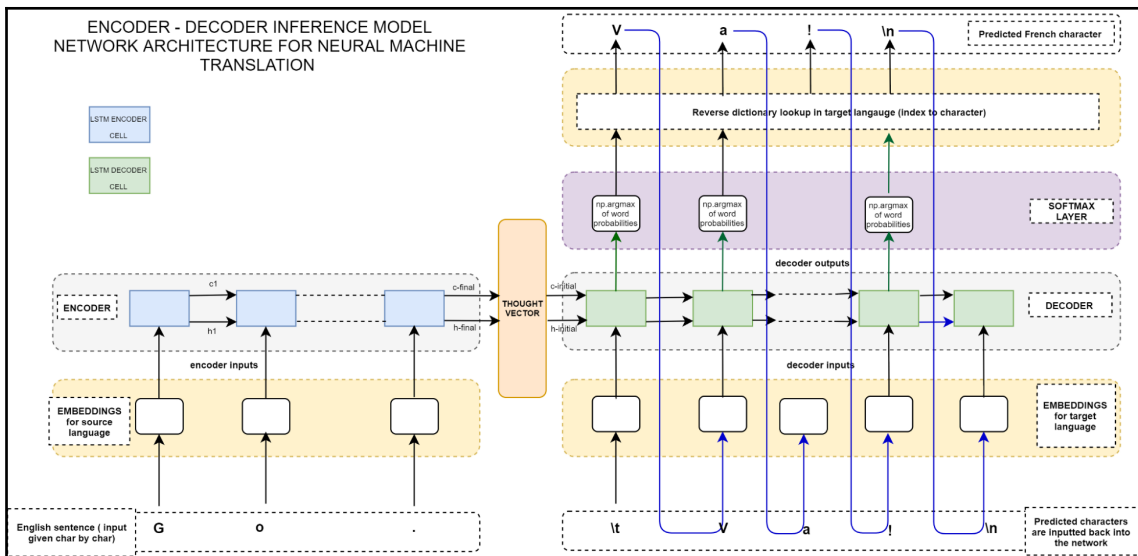 ENCODER - DECODER INFERENCE MODEL
NETWORK ARCHITECTURE FOR NEURAL MACHINE
TRANSLATION
V a ! \n
Predicted French character
LSTM ENCODER
CELL
LSTM DECODER
CELL
Reverse dictionary lookup in target langauge (index to character)
np.argmax
of word
probabilities
np.argmax
of word
probabilities
np.argmax
of word
probabilities
SOFTMAX
LAYER
decoder outputs
ENCODER
c1
h1
c-final
h-final
THOUGHT
VECTOR
c-initial
h-initial
DECODER
encoder inputs
decoder inputs
EMBEDDINGS
for source
language
EMBEDDINGS
for target
language
English sentence ( input
given char by char)
G o .
\t V a ! \n
Predicted characters
are inputted back into
the network